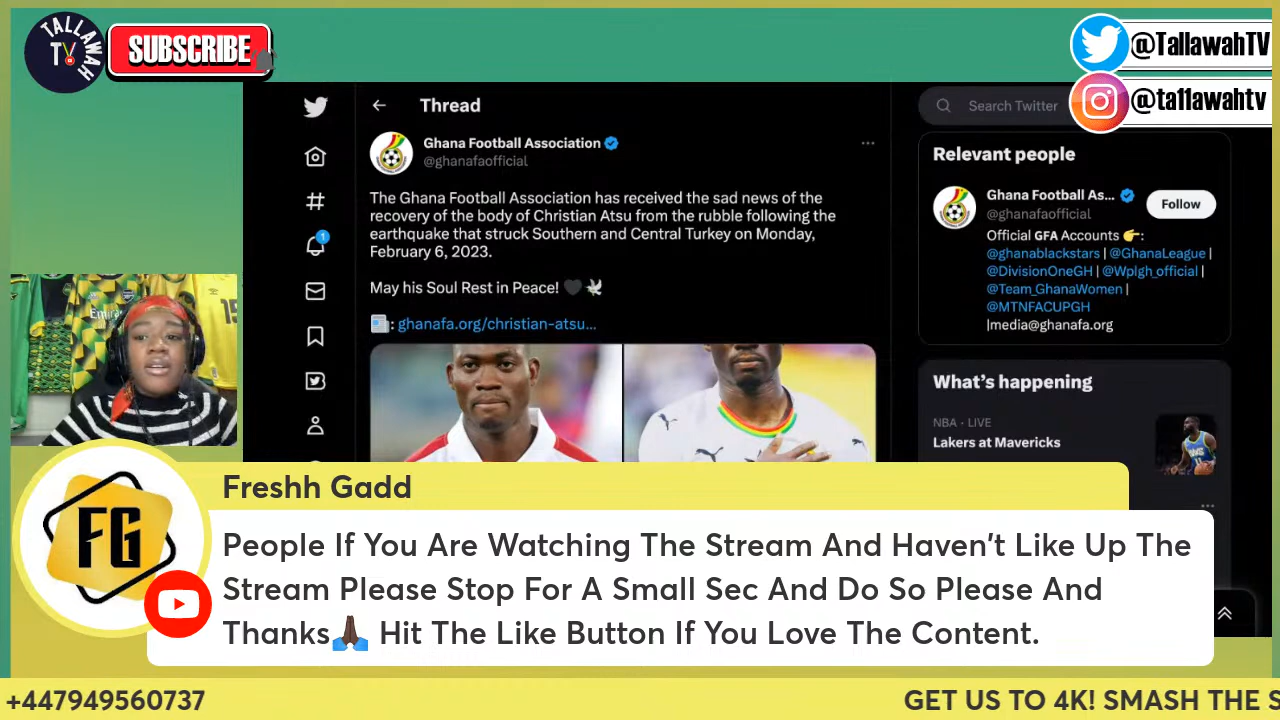 TALLAWAH
TV
SUBSCRIBE
@TallawahTV
@ta11awahtv
Thread
Search Twitter
Ghana Football Association
@ghanafaofficial
The Ghana Football Association has received the sad news of the
recovery of the body of Christian Atsu from the rubble following the
earthquake that struck Southern and Central Turkey on Monday,
February 6, 2023.
May his Soul Rest in Peace! 🖤 🕊
📰: ghanafa.org/christian-atsu...
1
Relevant people
Ghana Football As...
@ghanafaofficial
Follow
Official GFA Accounts 👉:
@ghanablackstars | @GhanaLeague |
@DivisionOneGH | @Wplgh_official |
@Team_GhanaWomen |
@MTNFACUPGH
|media@ghanafa.org
What's happening
NBA · LIVE
Lakers at Mavericks
Emirates
15
FG
Freshh Gadd
People If You Are Watching The Stream And Haven't Like Up The
Stream Please Stop For A Small Sec And Do So Please And
Thanks🙏🏿 Hit The Like Button If You Love The Content.
+447949560737
GET US TO 4K! SMASH THE S